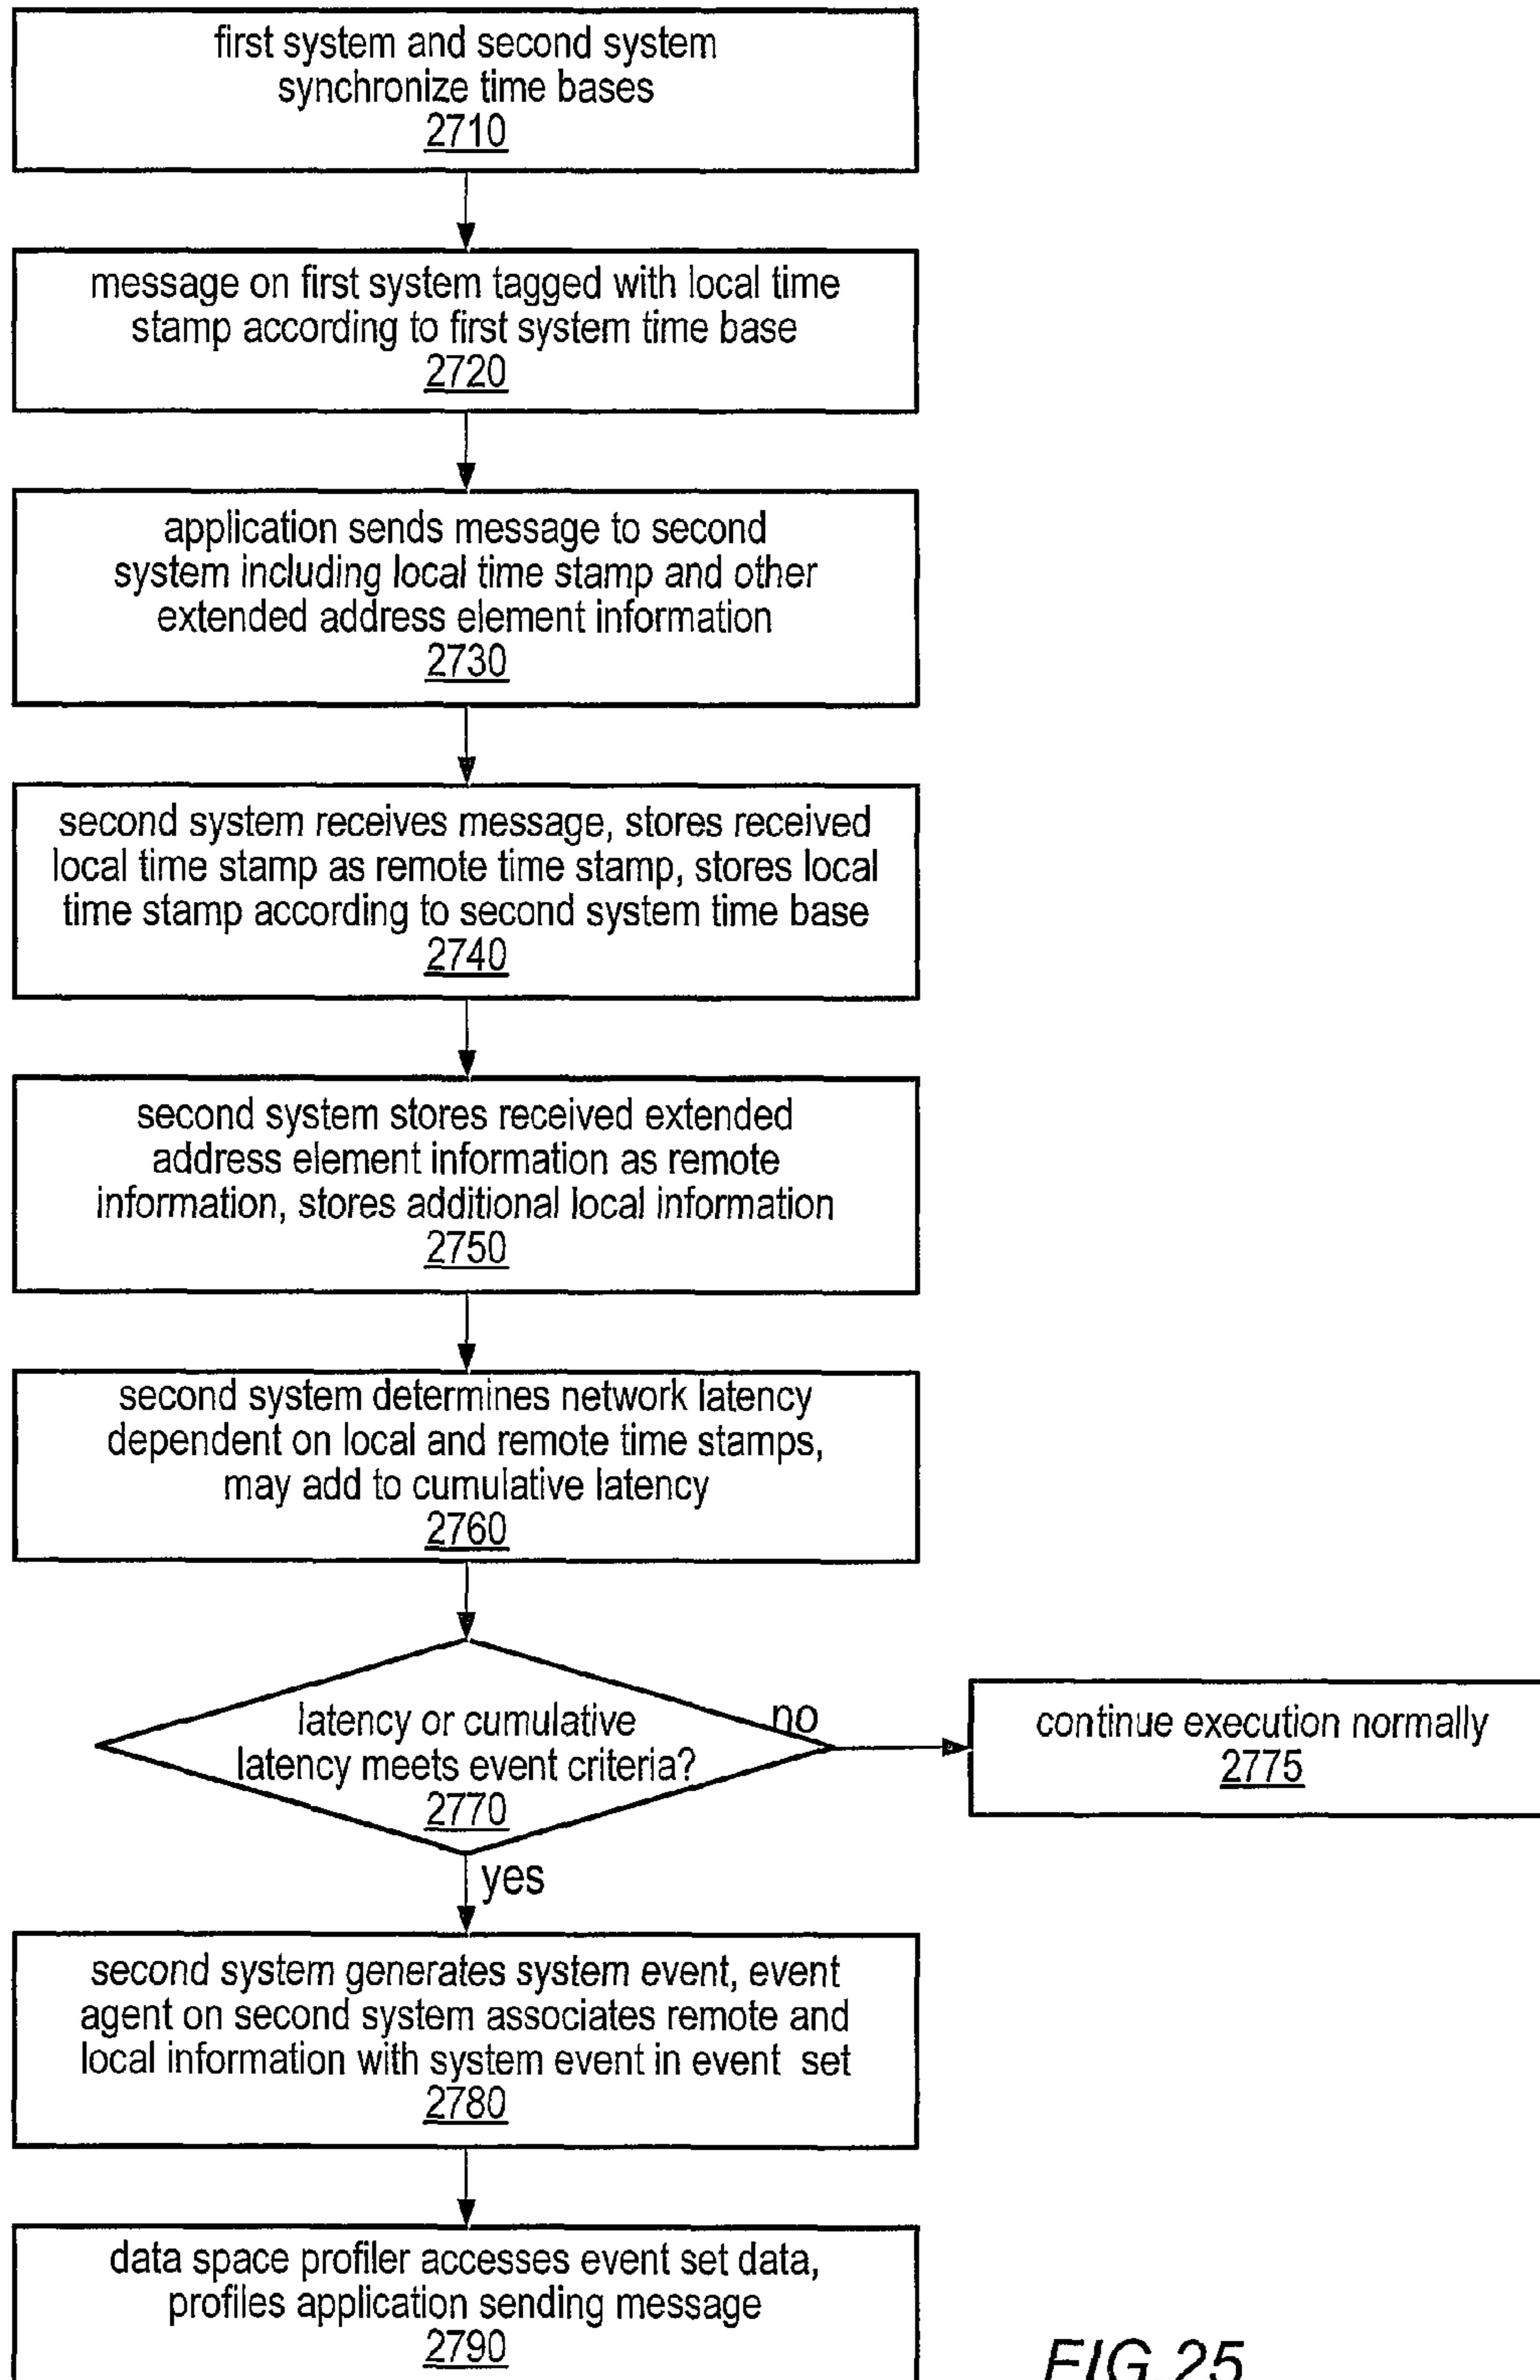 first system and second system
synchronize time bases
2710
message on first system tagged with local time
stamp according to first system time base
2720
application sends message to second
system including local time stamp and other
extended address element information
2730
second system receives message, stores received
local time stamp as remote time stamp, stores local
time stamp according to second system time base
2740
second system stores received extended
address element information as remote
information, stores additional local information
2750
second system determines network latency
dependent on local and remote time stamps,
may add to cumulative latency
2760
latency or cumulative
latency meets event criteria?
2770
no
continue execution normally
2775
yes
second system generates system event, event
agent on second system associates remote and
local information with system event in event set
2780
data space profiler accesses event set data,
profiles application sending message
2790
FIG 25